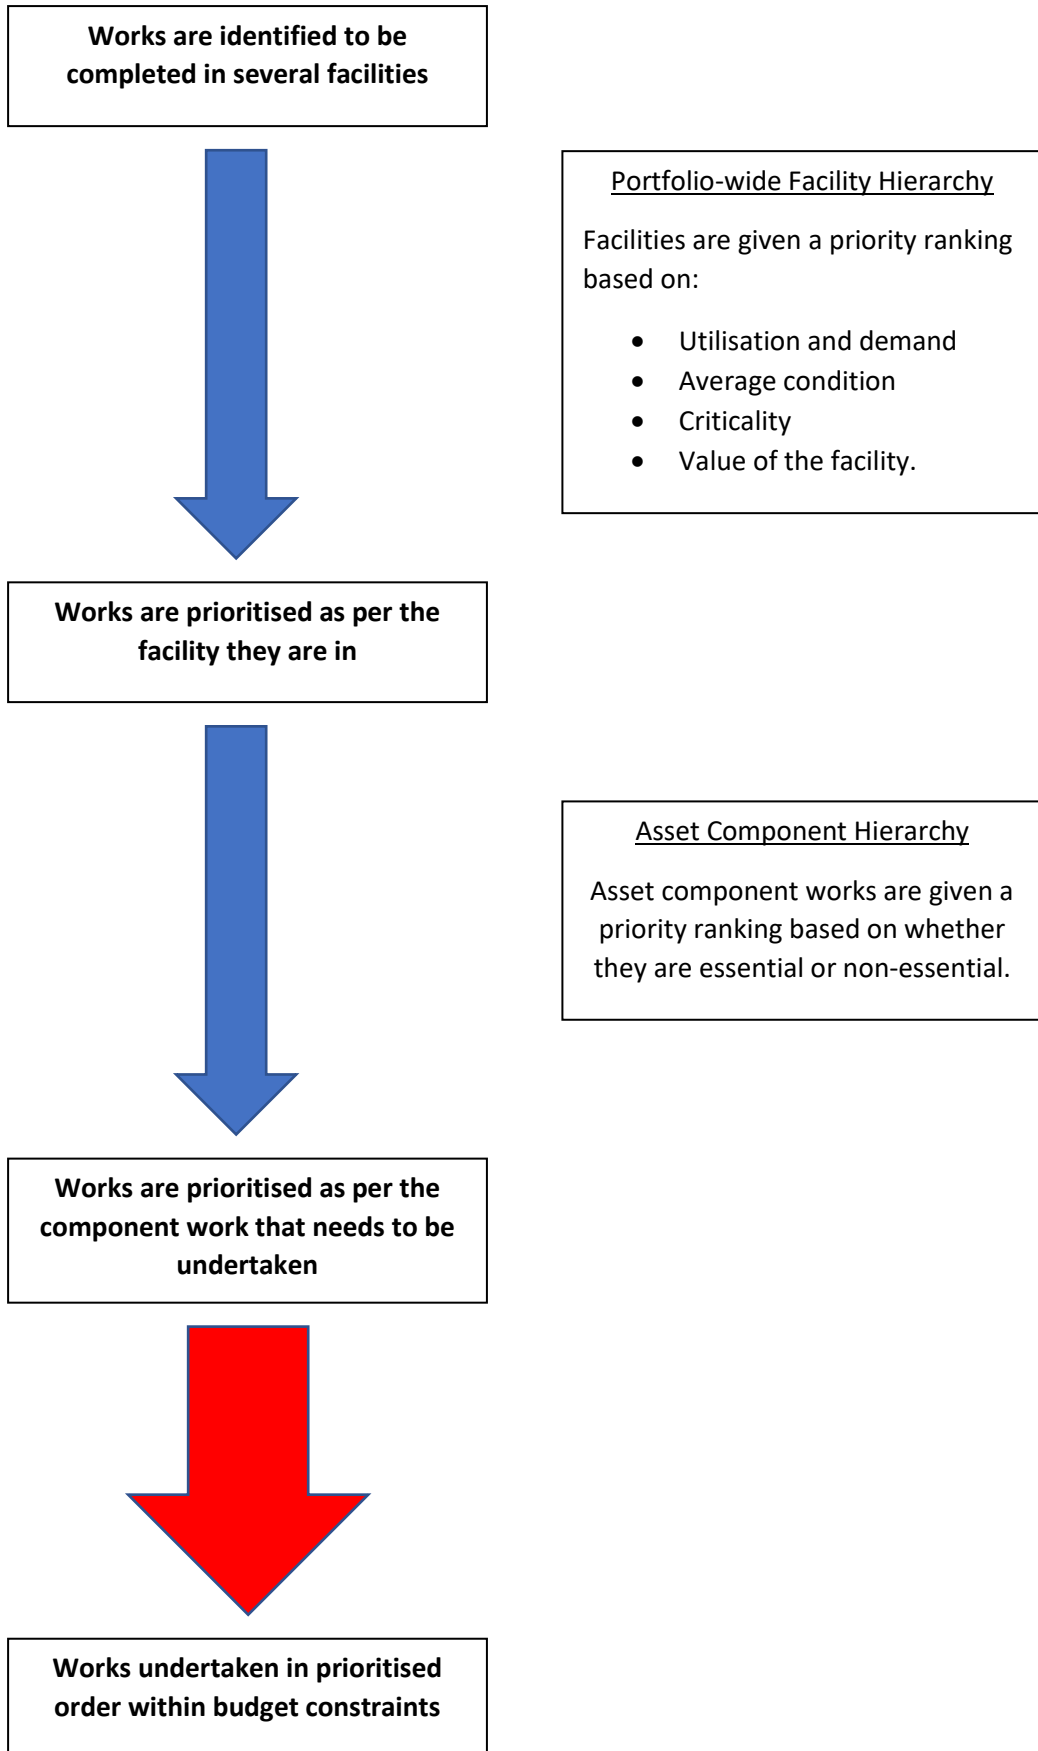 Works are identified to be
completed in several facilities
Portfolio-wide Facility Hierarchy
Facilities are given a priority ranking
based on:
• Utilisation and demand
• Average condition
• Criticality
• Value of the facility.
Works are prioritised as per the
facility they are in
Asset Component Hierarchy
Asset component works are given a
priority ranking based on whether
they are essential or non-essential.
Works are prioritised as per the
component work that needs to be
undertaken
Works undertaken in prioritised
order within budget constraints